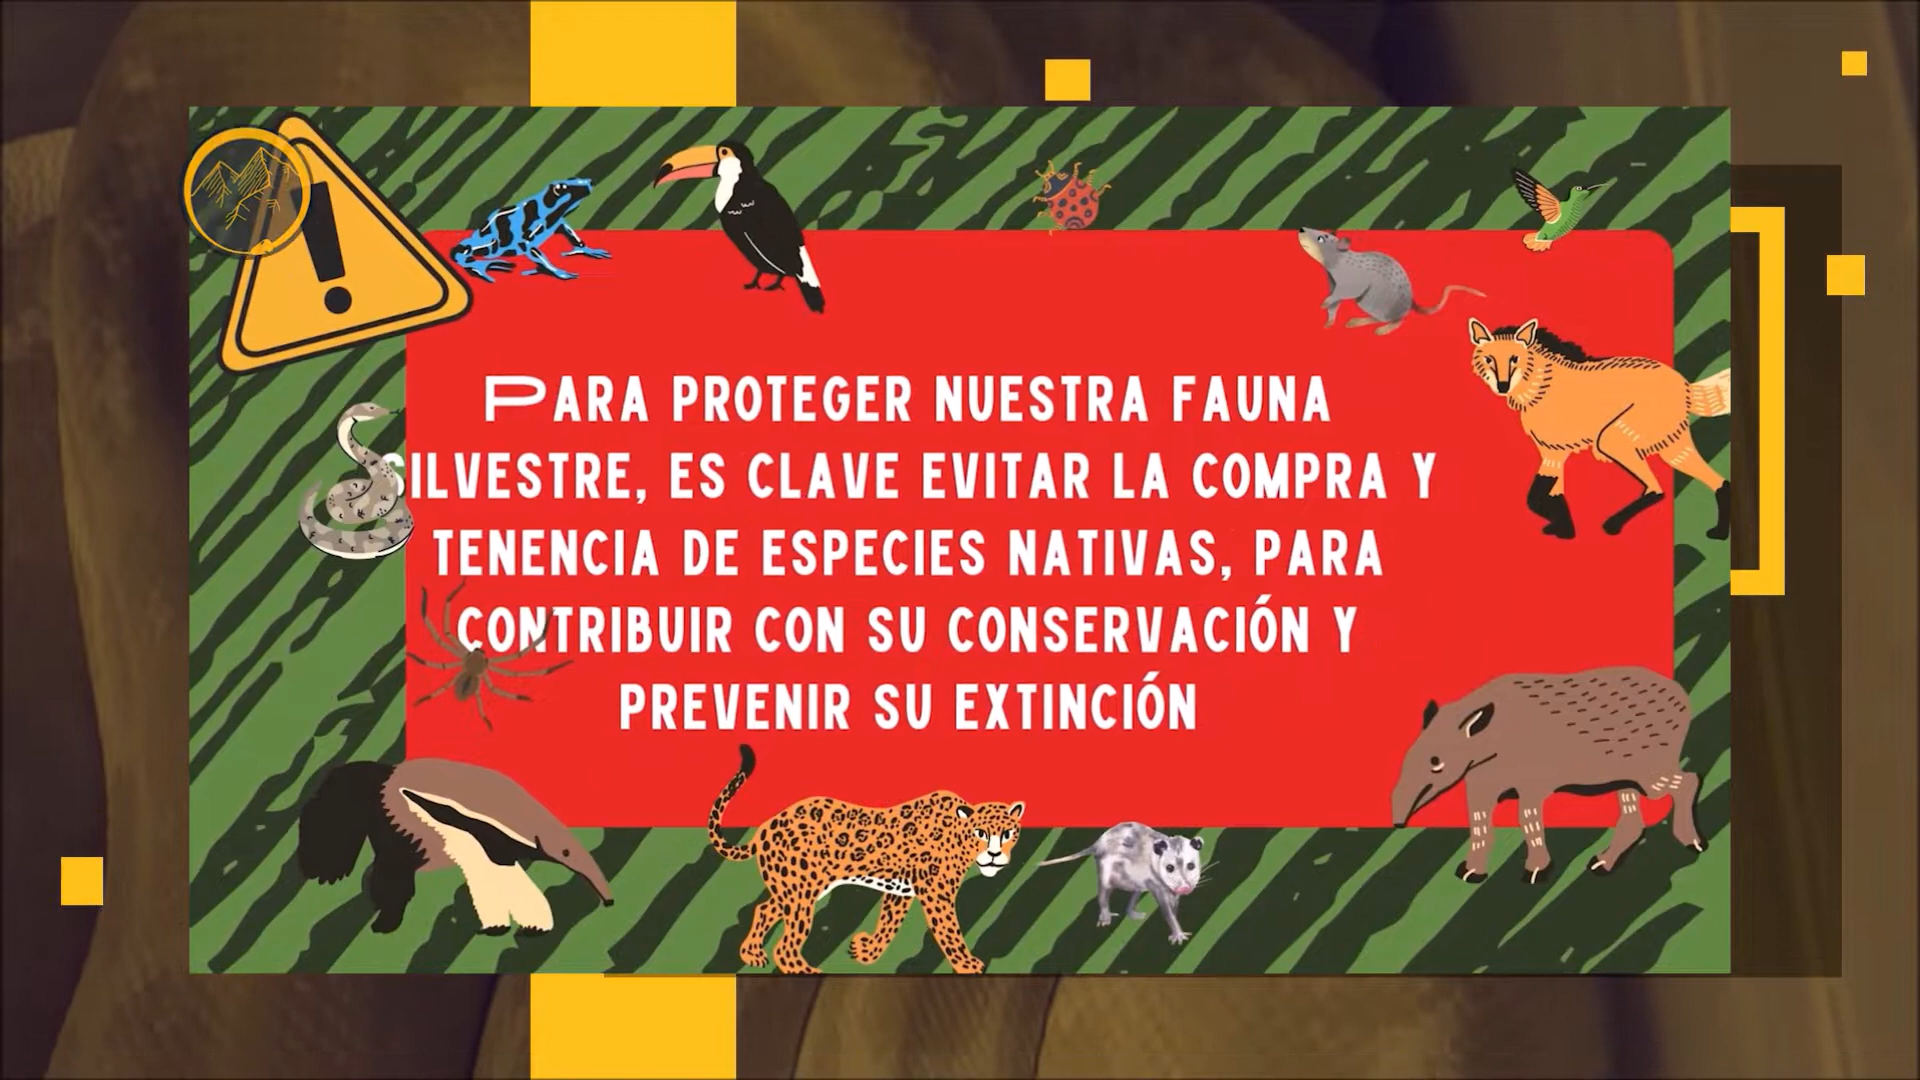 PARA PROTEGER NUESTRA FAUNA
SILVESTRE, ES CLAVE EVITAR LA COMPRA Y
TENENCIA DE ESPECIES NATIVAS, PARA
CONTRIBUIR CON SU CONSERVACIÓN Y
PREVENIR SU EXTINCIÓN